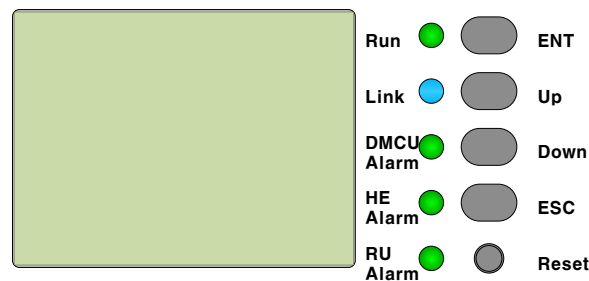 Run ENT
Link Up
DMCU
Alarm Down
HE
Alarm ESC
RU
Alarm Reset